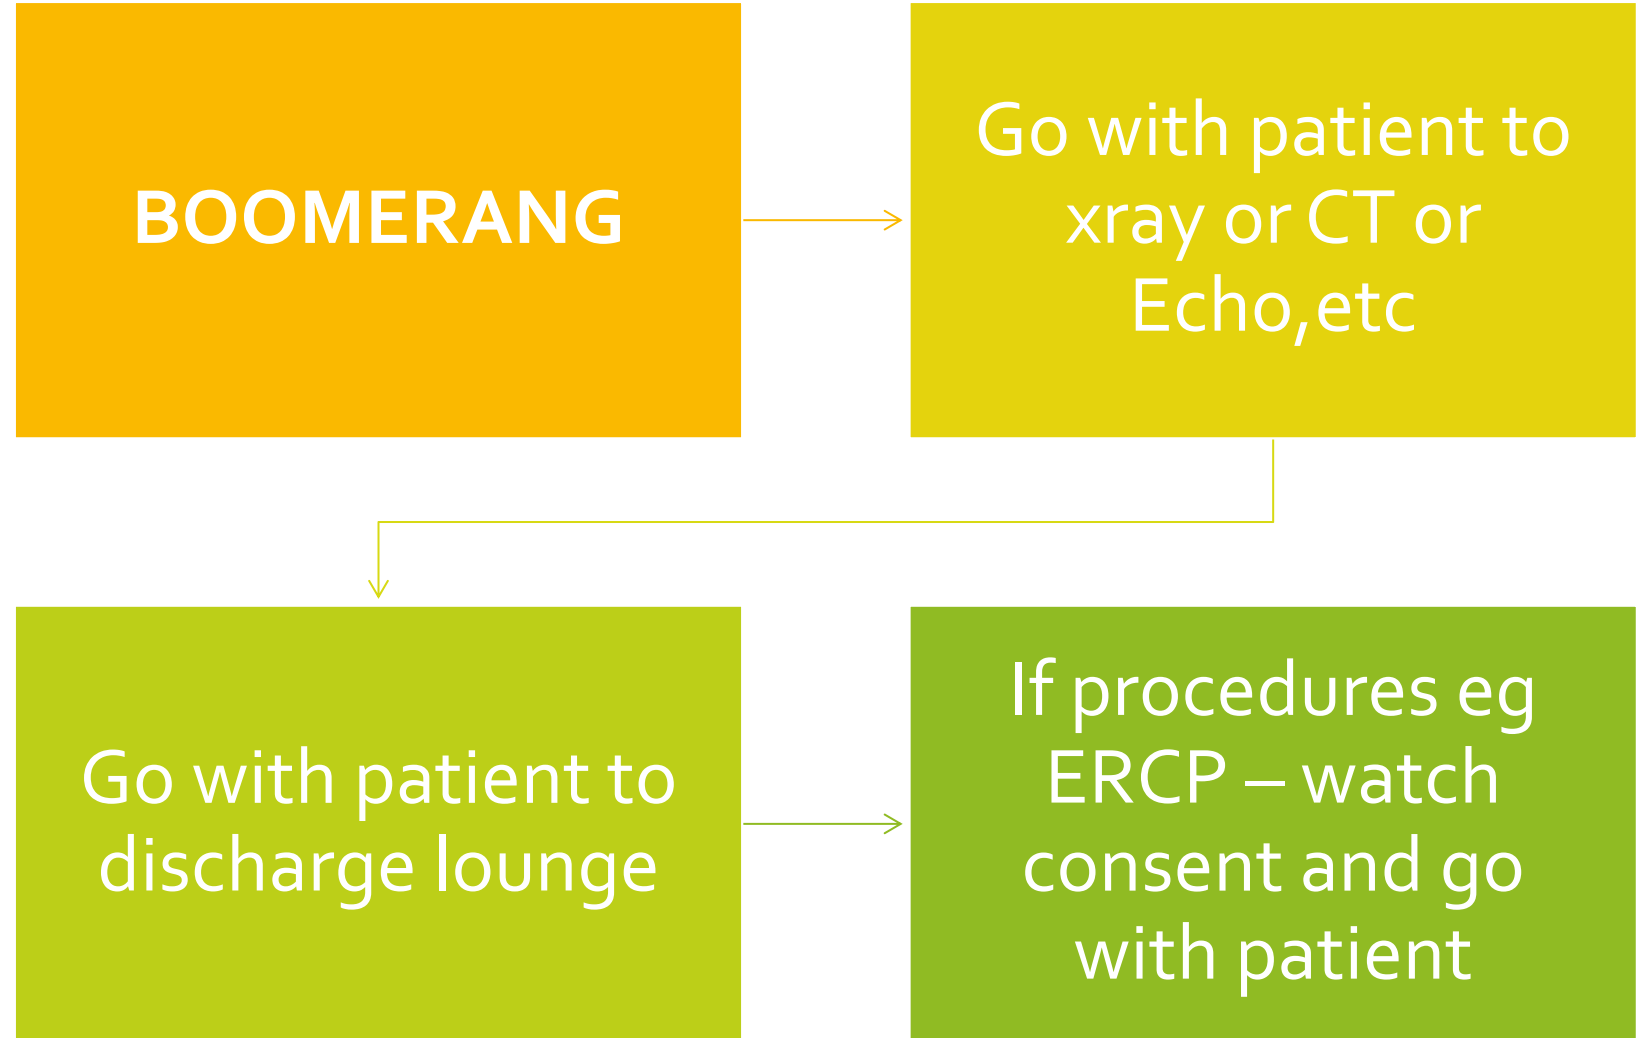 BOOMERANG
Go with patient to
xray or CT or
Echo,etc
Go with patient to
discharge lounge
If procedures eg
ERCP – watch
consent and go
with patient